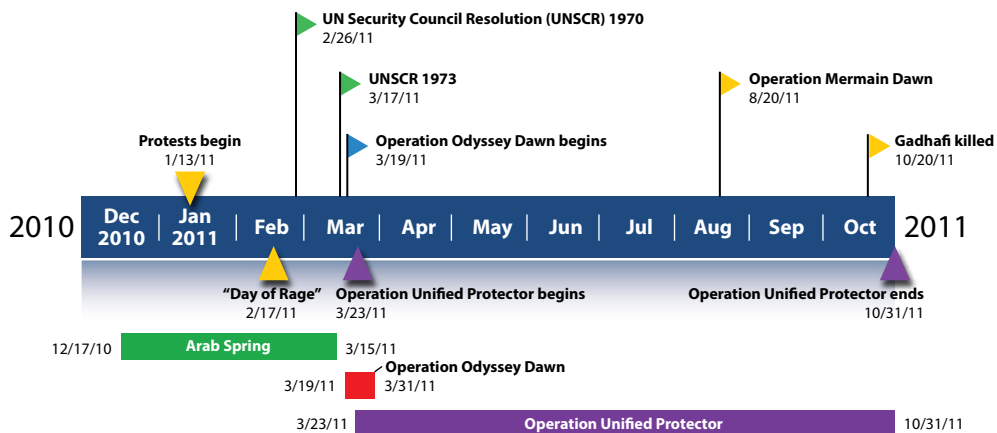 UN Security Council Resolution (UNSCR) 1970
2/26/11
UNSCR 1973
3/17/11
Operation Mermain Dawn
8/20/11
Protests begin
1/13/11
Operation Odyssey Dawn begins
3/19/11
Gadhafi killed
10/20/11
2010
Dec
2010
Jan
2011
Feb
Mar
Apr
May
Jun
Jul
Aug
Sep
Oct
2011
“Day of Rage”
2/17/11
Operation Unified Protector begins
3/23/11
Operation Unified Protector ends
10/31/11
12/17/10
Arab Spring
3/15/11
3/19/11
Operation Odyssey Dawn
3/31/11
3/23/11
Operation Unified Protector
10/31/11